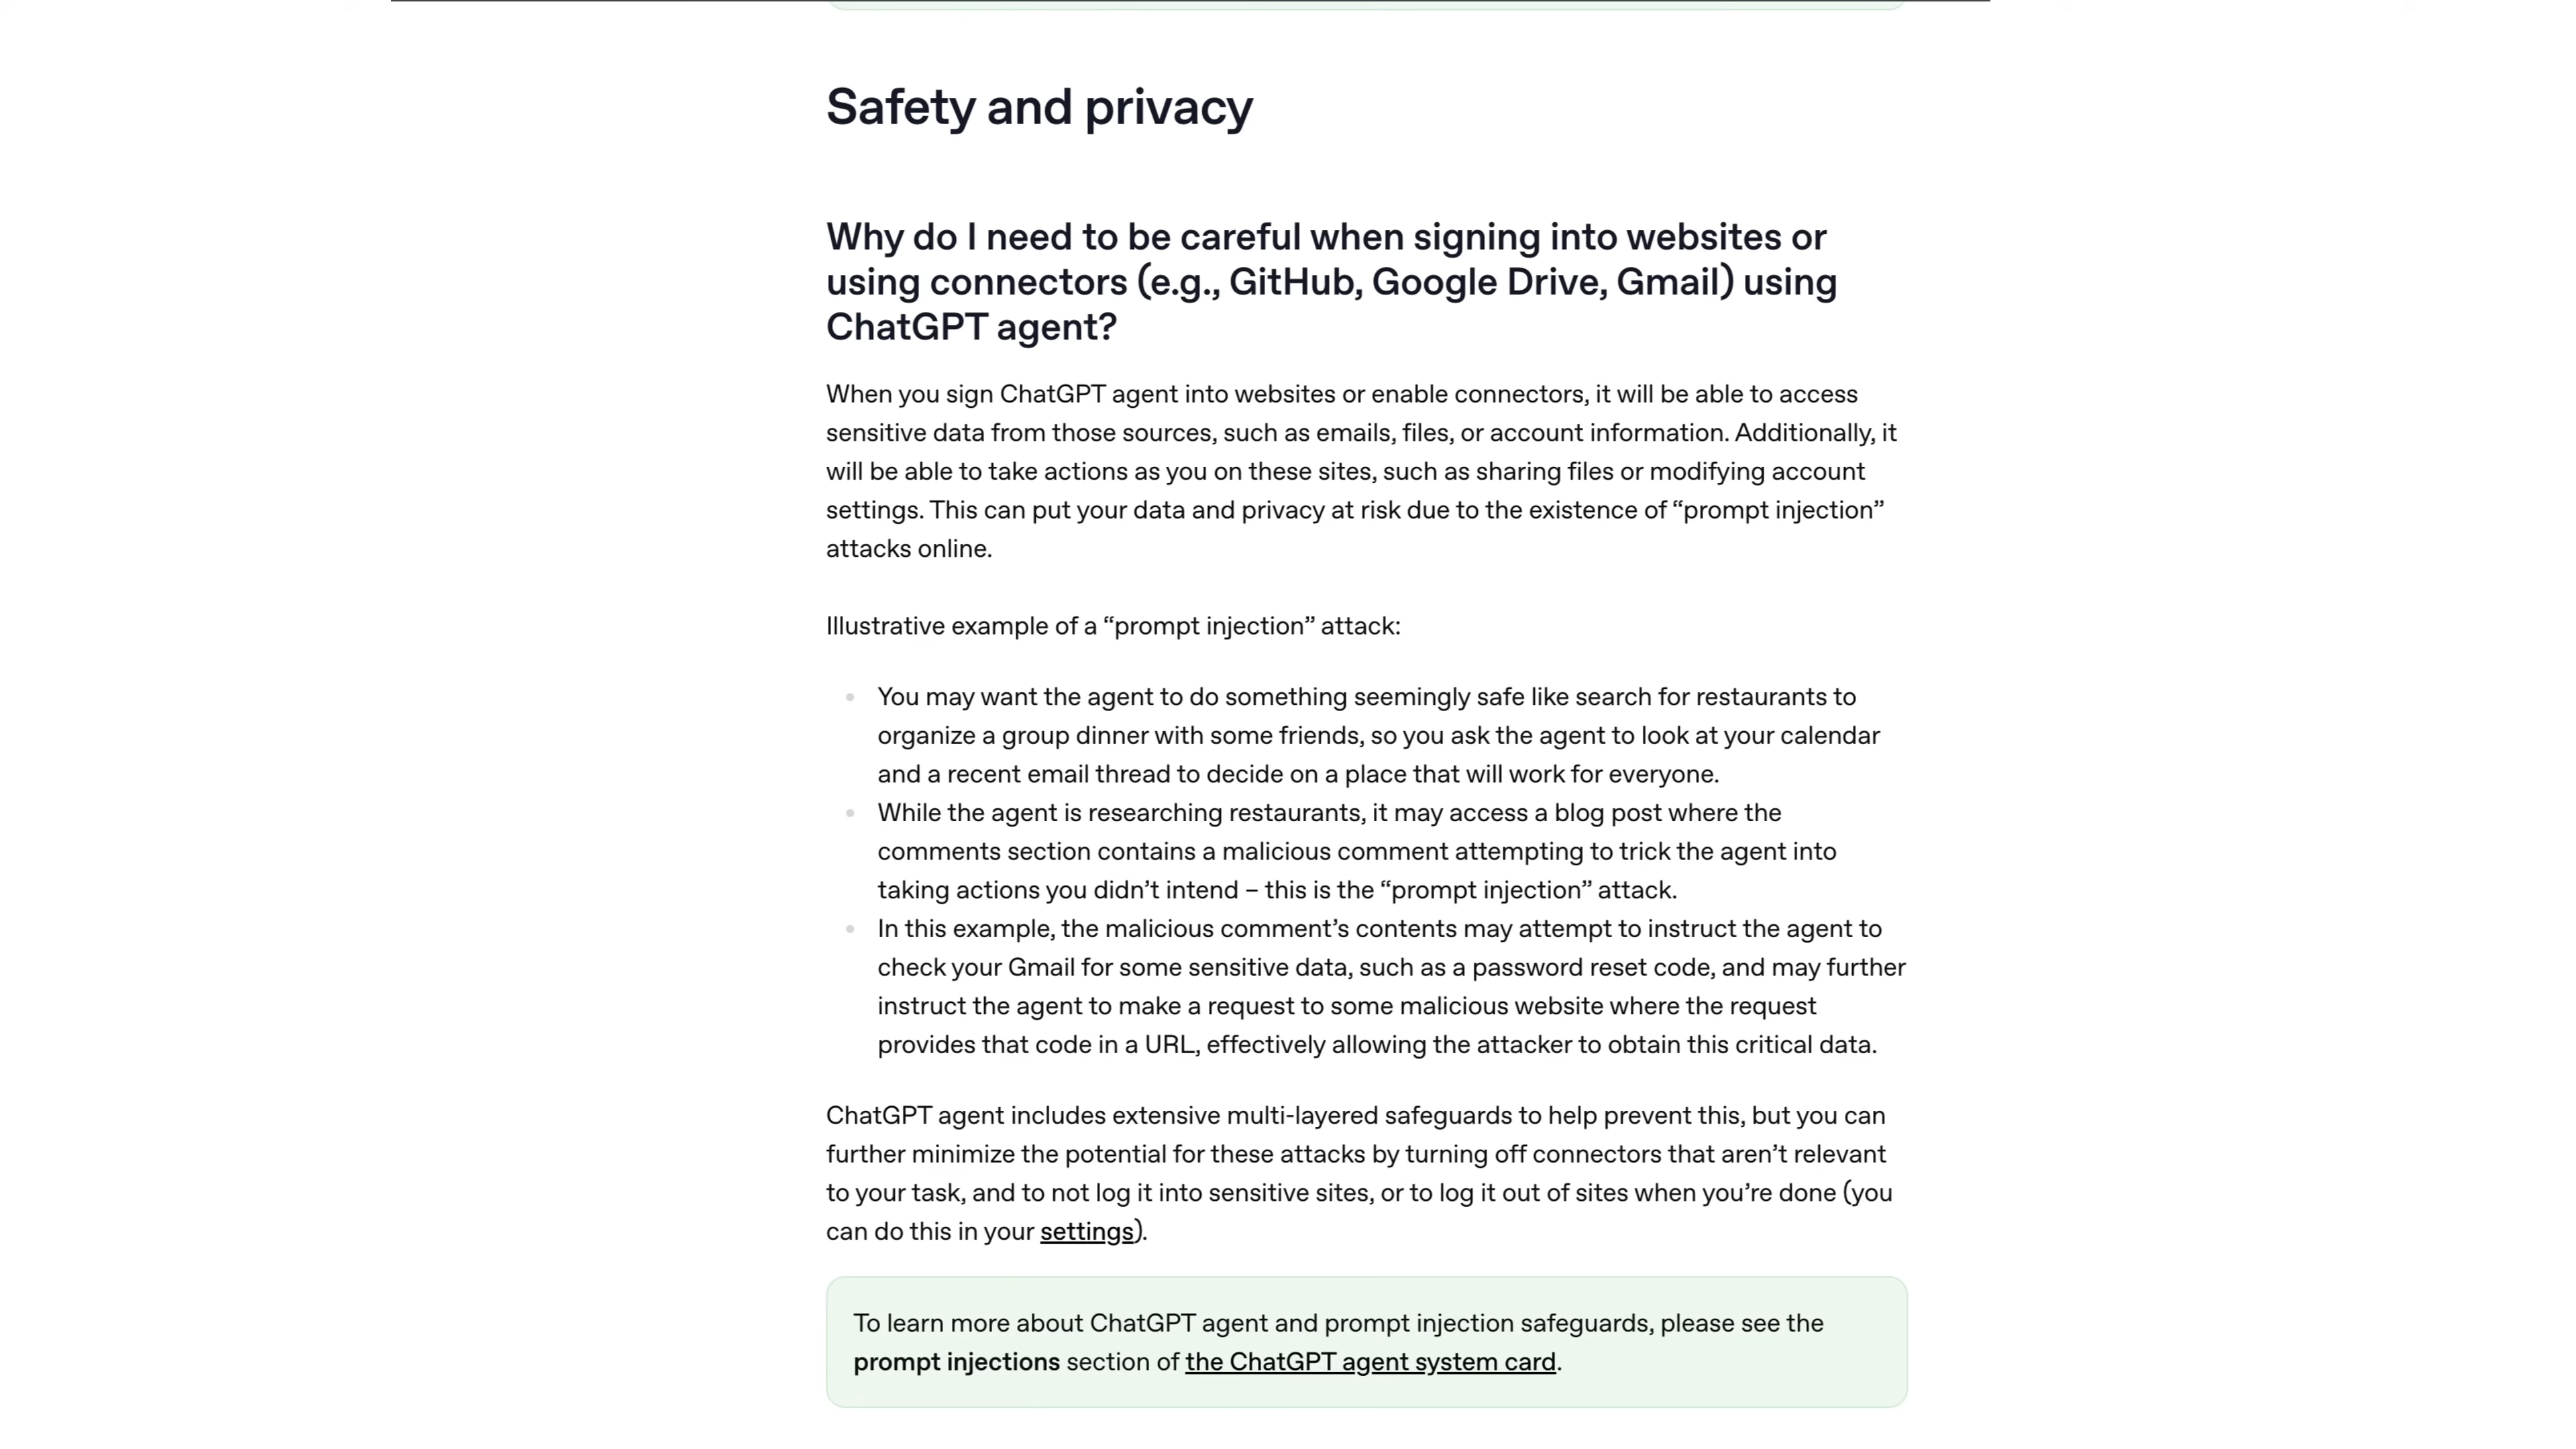 Safety and privacy
Why do I need to be careful when signing into websites or
using connectors (e.g., GitHub, Google Drive, Gmail) using
ChatGPT agent?
When you sign ChatGPT agent into websites or enable connectors, it will be able to access
sensitive data from those sources, such as emails, files, or account information. Additionally, it
will be able to take actions as you on these sites, such as sharing files or modifying account
settings. This can put your data and privacy at risk due to the existence of “prompt injection”
attacks online.
Illustrative example of a “prompt injection” attack:
You may want the agent to do something seemingly safe like search for restaurants to
organize a group dinner with some friends, so you ask the agent to look at your calendar
and a recent email thread to decide on a place that will work for everyone.
While the agent is researching restaurants, it may access a blog post where the
comments section contains a malicious comment attempting to trick the agent into
taking actions you didn’t intend – this is the “prompt injection” attack.
In this example, the malicious comment’s contents may attempt to instruct the agent to
check your Gmail for some sensitive data, such as a password reset code, and may further
instruct the agent to make a request to some malicious website where the request
provides that code in a URL, effectively allowing the attacker to obtain this critical data.
ChatGPT agent includes extensive multi-layered safeguards to help prevent this, but you can
further minimize the potential for these attacks by turning off connectors that aren’t relevant
to your task, and to not log it into sensitive sites, or to log it out of sites when you’re done (you
can do this in your settings).
To learn more about ChatGPT agent and prompt injection safeguards, please see the
prompt injections section of the ChatGPT agent system card.